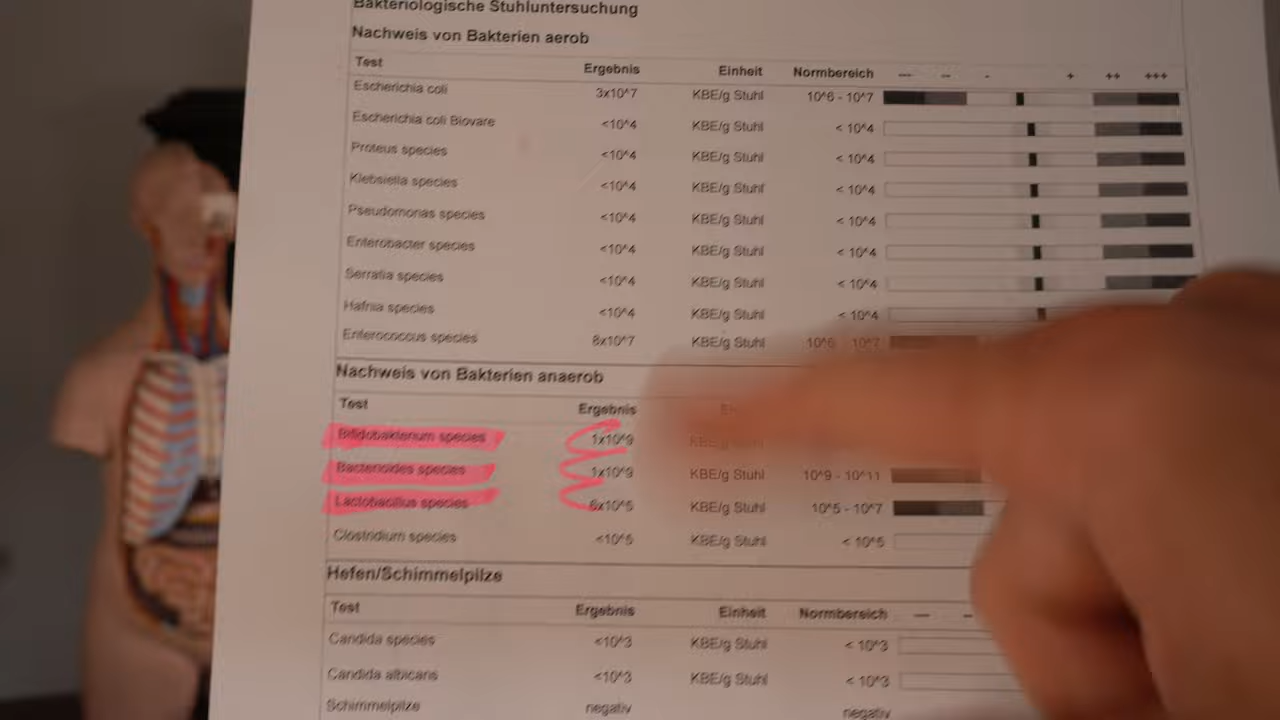 Bakteriologische Stuhluntersuchung
Nachweis von Bakterien aerob
Test Ergebnis Einheit Normbereich --- -- - + ++ +++
Escherichia coli 3x10^7 KBE/g Stuhl 10^6 - 10^7
Escherichia coli Biovare <10^4 KBE/g Stuhl < 10^4
Proteus species <10^4 KBE/g Stuhl < 10^4
Klebsiella species <10^4 KBE/g Stuhl < 10^4
Pseudomonas species <10^4 KBE/g Stuhl < 10^4
Enterobacter species <10^4 KBE/g Stuhl < 10^4
Serratia species <10^4 KBE/g Stuhl < 10^4
Hafnia species <10^4 KBE/g Stuhl < 10^4
Enterococcus species 8x10^7 KBE/g Stuhl 10^6 - 10^7
Nachweis von Bakterien anaerob
Test Ergebnis
Bifidobakterium species 1x10^9
Bacteroides species 1x10^9 KBE/g Stuhl 10^9 - 10^11
Lactobacillus species 6x10^5 KBE/g Stuhl 10^5 - 10^7
Clostridium species <10^5 KBE/g Stuhl < 10^5
Hefen/Schimmelpilze
Test Ergebnis Einheit Normbereich --- --
Candida species <10^3 KBE/g Stuhl < 10^3
Candida albicans <10^3 KBE/g Stuhl < 10^3
Schimmelpilze negativ negativ